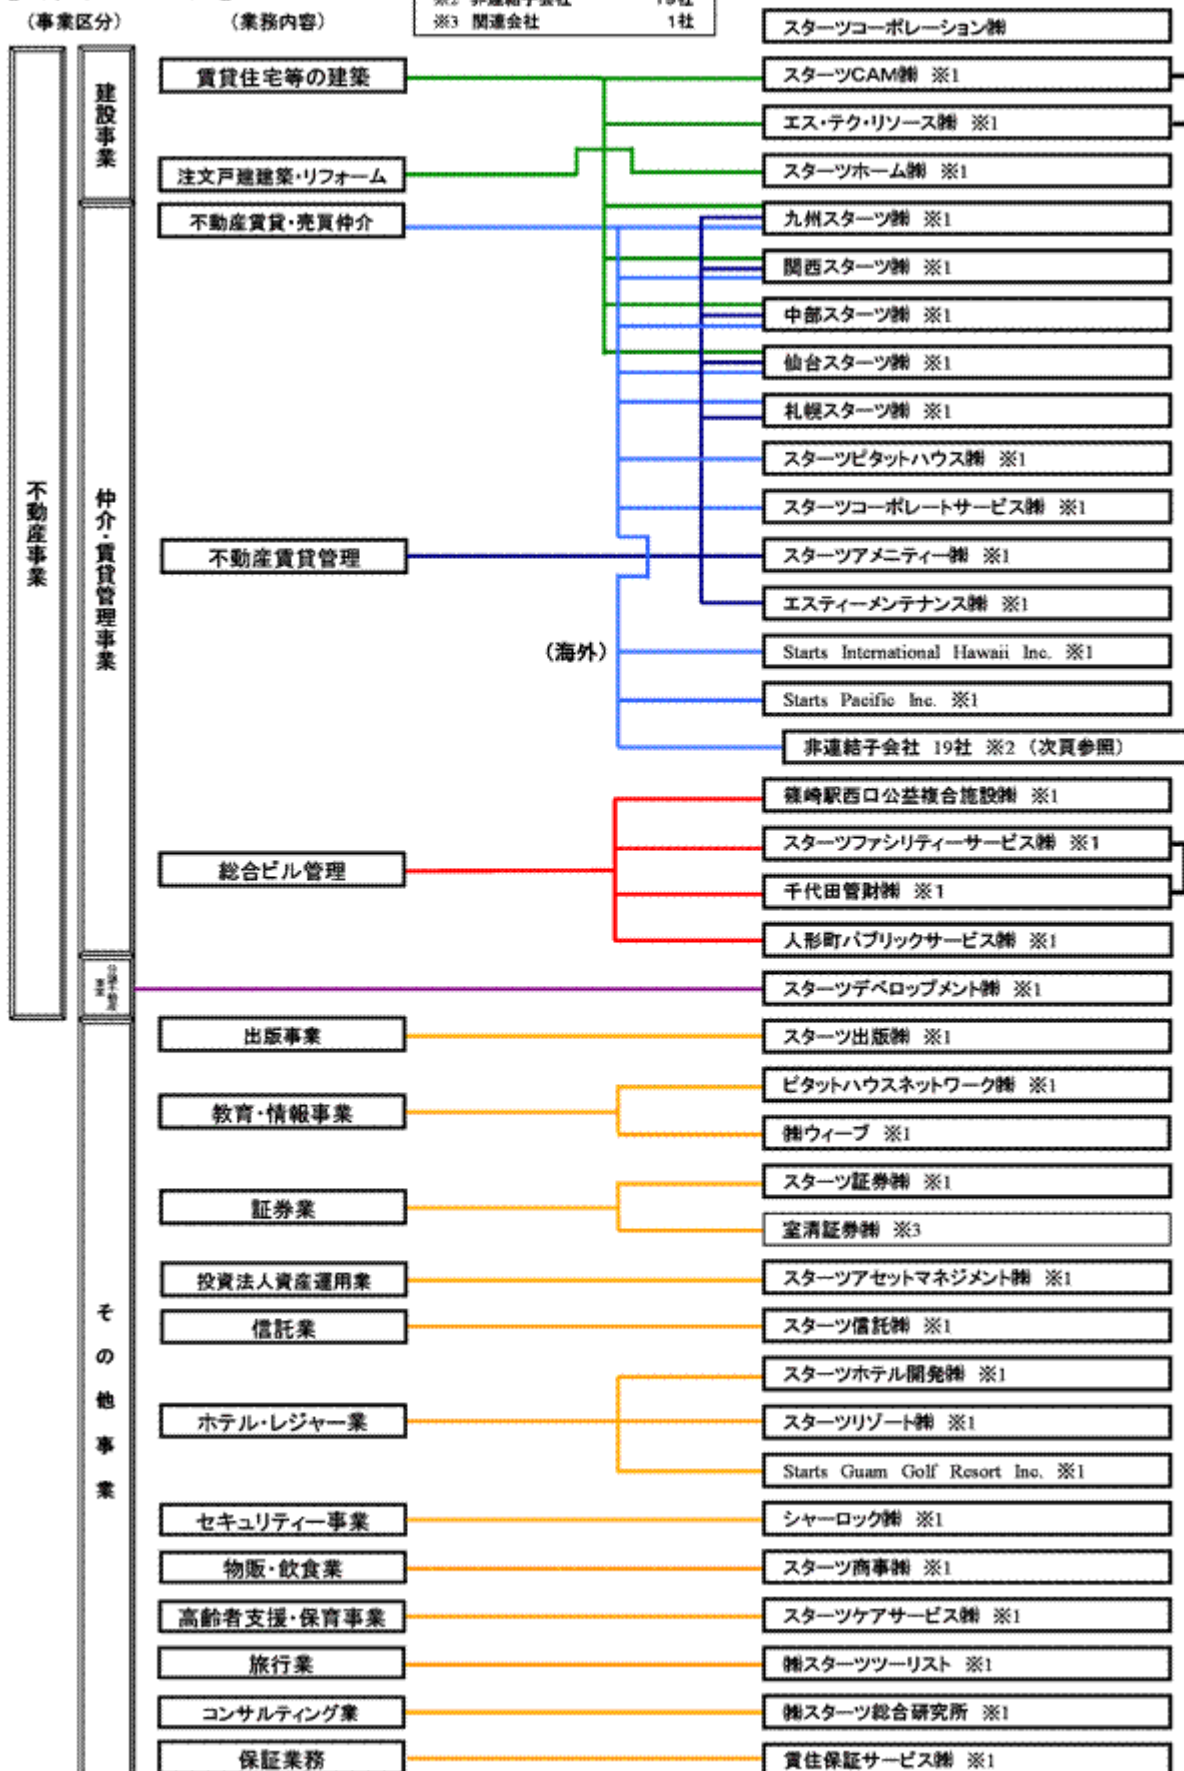 (事業区分)
(業務内容)
※2 非連結子会社 19社
※3 関連会社 1社
スターツコーポレーション㈱
不動産事業
建設事業
賃貸住宅等の建築
スターツCAM㈱ ※1
エス・テク・リソース㈱ ※1
注文戸建建築・リフォーム
スターツホーム㈱ ※1
仲介・賃貸管理事業
不動産賃貸・売買仲介
九州スターツ㈱ ※1
関西スターツ㈱ ※1
中部スターツ㈱ ※1
仙台スターツ㈱ ※1
札幌スターツ㈱ ※1
スターツピタットハウス㈱ ※1
スターツコーポレートサービス㈱ ※1
不動産賃貸管理
スターツアメニティー㈱ ※1
エスティーメンテナンス㈱ ※1
(海外)
Starts International Hawaii Inc. ※1
Starts Pacific Inc. ※1
非連結子会社 19社 ※2 (次頁参照)
総合ビル管理
篠崎駅西口公益複合施設㈱ ※1
スターツファシリティーサービス㈱ ※1
千代田管財㈱ ※1
人形町パブリックサービス㈱ ※1
分譲不動産
事業
スターツデベロップメント㈱ ※1
その他事業
出版事業
スターツ出版㈱ ※1
教育・情報事業
ピタットハウスネットワーク㈱ ※1
㈱ウィーブ ※1
証券業
スターツ証券㈱ ※1
室清証券㈱ ※3
投資法人資産運用業
スターツアセットマネジメント㈱ ※1
信託業
スターツ信託㈱ ※1
ホテル・レジャー業
スターツホテル開発㈱ ※1
スターツリゾート㈱ ※1
Starts Guam Golf Resort Inc. ※1
セキュリティー事業
シャーロック㈱ ※1
物販・飲食業
スターツ商事㈱ ※1
高齢者支援・保育事業
スターツケアサービス㈱ ※1
旅行業
㈱スターツツーリスト ※1
コンサルティング業
㈱スターツ総合研究所 ※1
保証業務
賃住保証サービス㈱ ※1